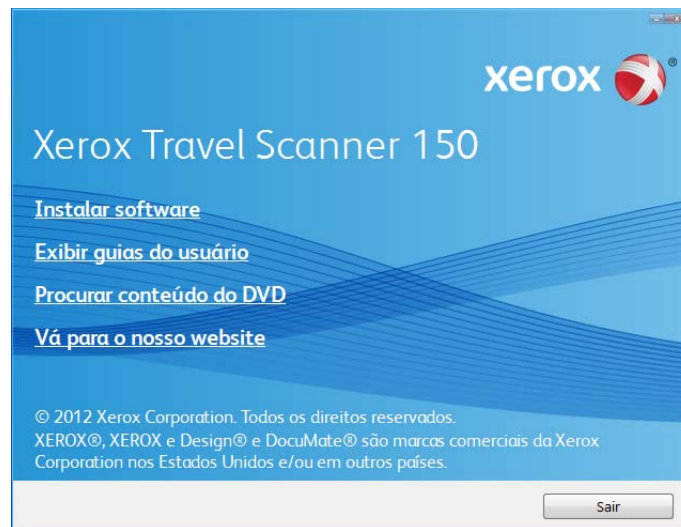 xerox ®
Xerox Travel Scanner 150
Instalar software
Exibir guias do usuário
Procurar conteúdo do DVD
Vá para o nosso website
© 2012 Xerox Corporation. Todos os direitos reservados.
XEROX®, XEROX e Design® e DocuMate® são marcas comerciais da Xerox
Corporation nos Estados Unidos e/ou em outros países.
Sair